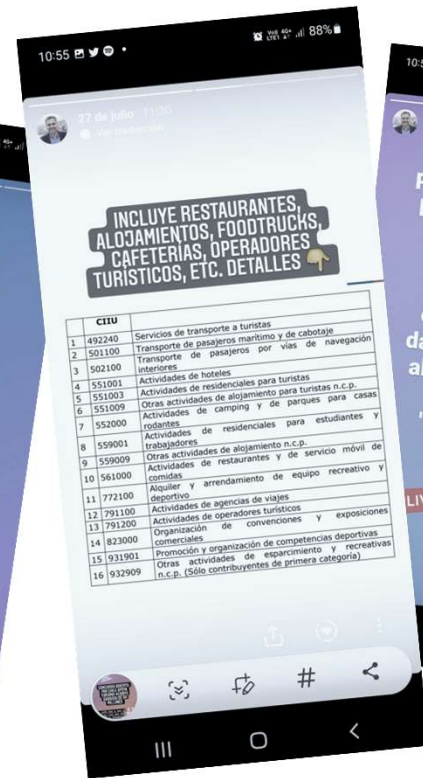 10:55
Voo 4G+ LTE1 88%
27 de julio 11:30
Ver traducción
INCLUYE RESTAURANTES,
ALOJAMIENTOS, FOODTRUCKS,
CAFETERÍAS, OPERADORES
TURÍSTICOS, ETC. DETALLES
CIIU
1 492240 Servicios de transporte a turistas
2 501100 Transporte de pasajeros marítimo y de cabotaje
3 502100 Transporte de pasajeros por vías de navegación
interiores
4 551001 Actividades de hoteles
5 551003 Actividades de residenciales para turistas
6 551009 Otras actividades de alojamiento para turistas n.c.p.
7 552000 Actividades de camping y de parques para casas
rodantes
8 559001 Actividades de residenciales para estudiantes y
trabajadores
9 559009 Otras actividades de alojamiento n.c.p.
10 561000 Actividades de restaurantes y de servicio móvil de
comidas
11 772100 Alquiler y arrendamiento de equipo recreativo y
deportivo
12 791100 Actividades de agencias de viajes
13 791200 Actividades de operadores turísticos
14 823000 Organización de convenciones y exposiciones
comerciales
15 931901 Promoción y organización de competencias deportivas
16 932909 Otras actividades de esparcimiento y recreativas
n.c.p. (Sólo contribuyentes de primera categoría)